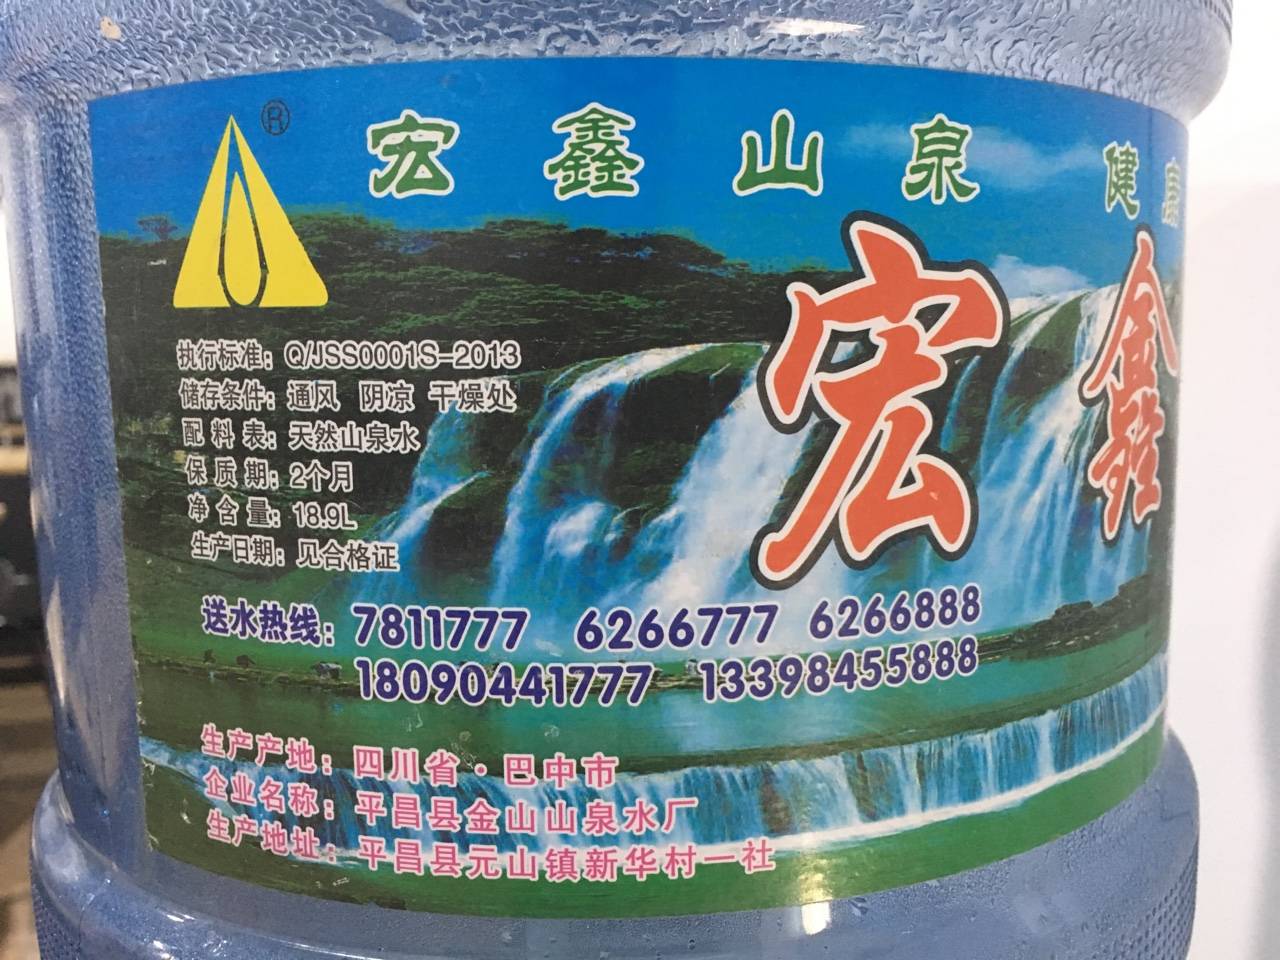 ®
宏鑫山泉 健康
宏鑫
执行标准：Q/JSS0001S-2013
储存条件：通风 阴凉 干燥处
配料表：天然山泉水
保质期：2个月
净含量：18.9L
生产日期：见合格证
送水热线：7811777 6266777 6266888
18090441777 13398455888
生产产地：四川省·巴中市
企业名称：平昌县金山山泉水厂
生产地址：平昌县元山镇新华村一社